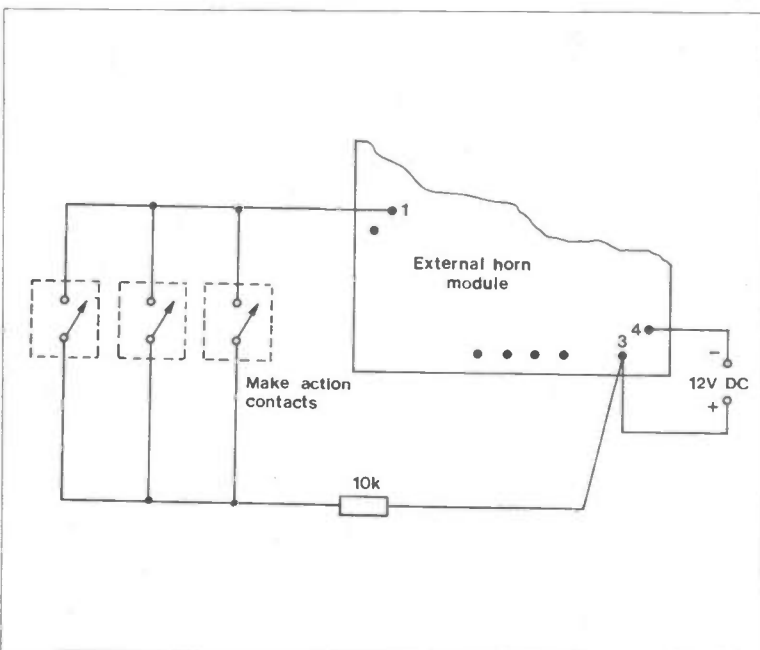 1
External horn
module
4
3
−
12V DC
+
Make action
contacts
10k